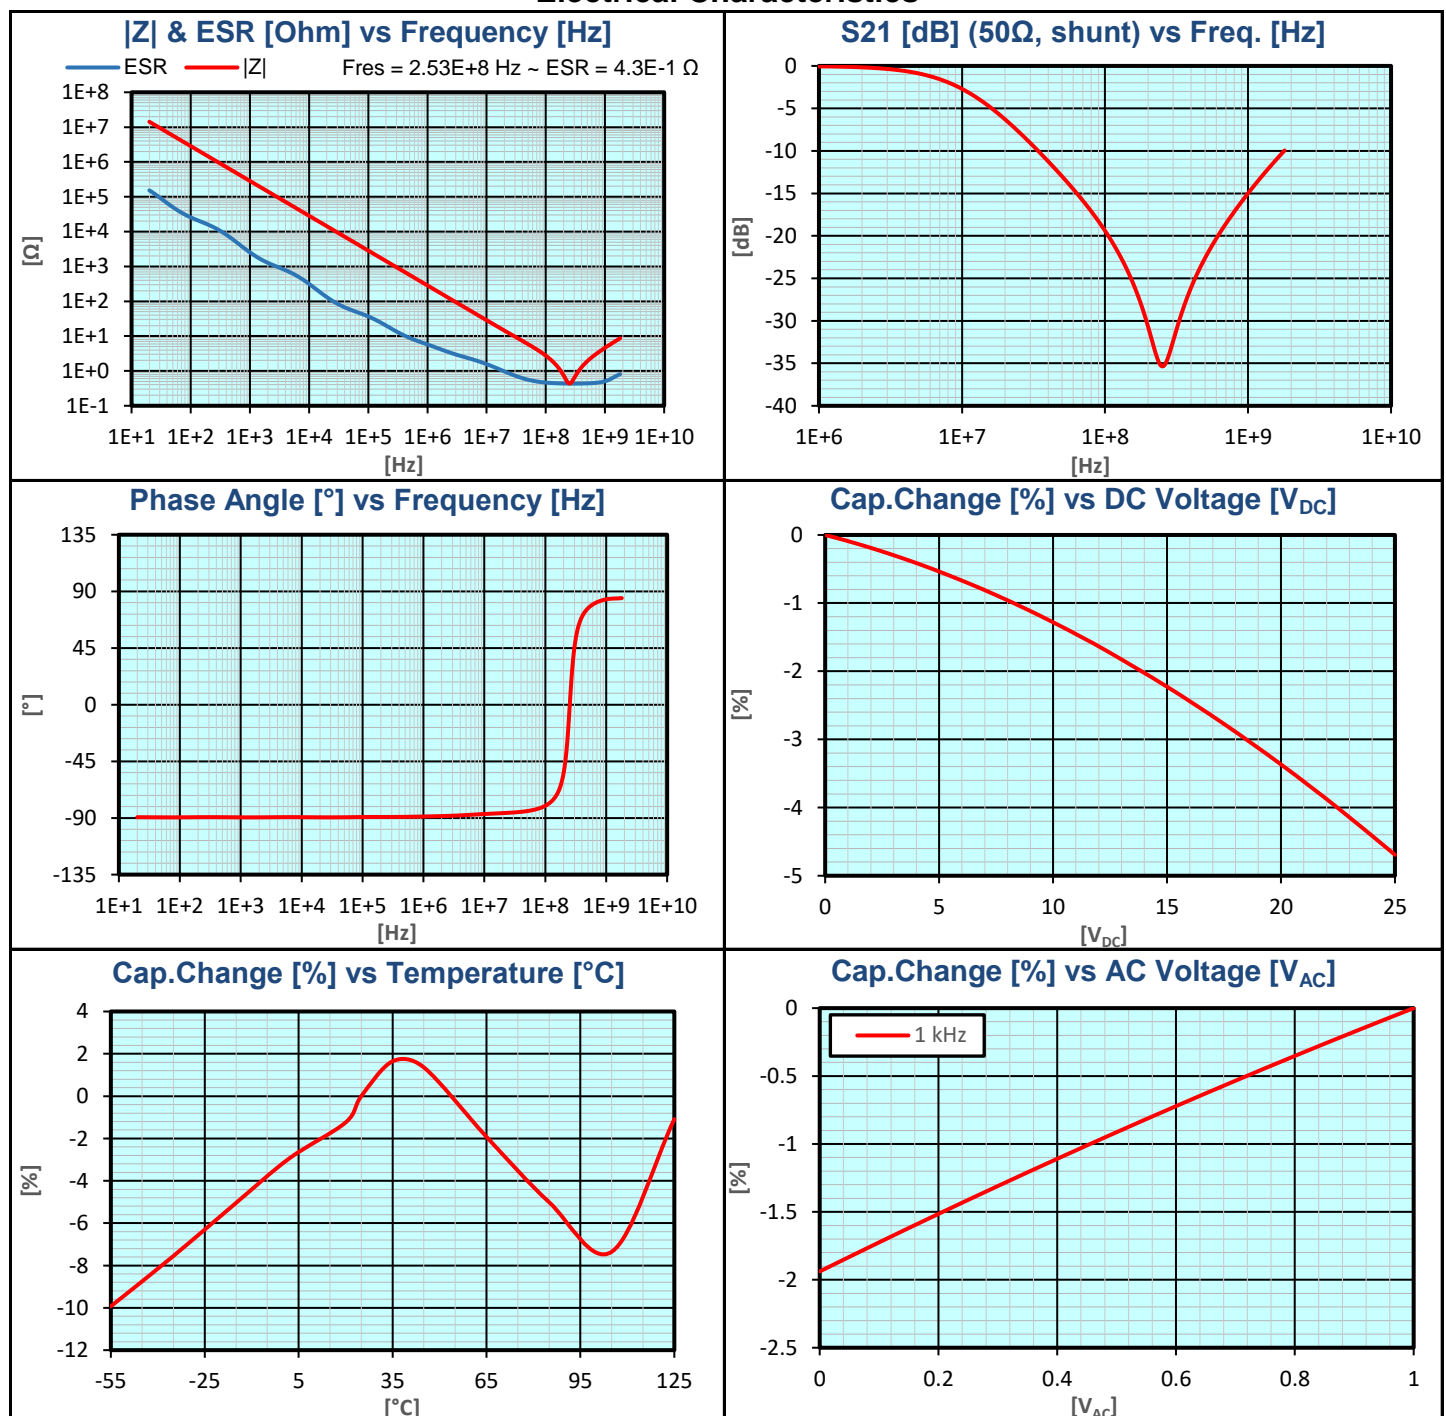 Electrical Characteristics
|Z| & ESR [Ohm] vs Frequency [Hz]
ESR |Z| Fres = 2.53E+8 Hz ~ ESR = 4.3E-1 Ω
1E+8
1E+7
1E+6
1E+5
1E+4
1E+3
1E+2
1E+1
1E+0
1E-1
[Ω]
1E+1 1E+2 1E+3 1E+4 1E+5 1E+6 1E+7 1E+8 1E+9 1E+10
[Hz]
S21 [dB] (50Ω, shunt) vs Freq. [Hz]
0
-5
-10
-15
-20
-25
-30
-35
-40
[dB]
1E+6 1E+7 1E+8 1E+9 1E+10
[Hz]
Phase Angle [°] vs Frequency [Hz]
135
90
45
0
-45
-90
-135
[°]
1E+1 1E+2 1E+3 1E+4 1E+5 1E+6 1E+7 1E+8 1E+9 1E+10
[Hz]
Cap.Change [%] vs DC Voltage [VDC]
0
-1
-2
-3
-4
-5
[%]
0 5 10 15 20 25
[VDC]
Cap.Change [%] vs Temperature [°C]
4
2
0
-2
-4
-6
-8
-10
-12
[%]
-55 -25 5 35 65 95 125
[°C]
Cap.Change [%] vs AC Voltage [VAC]
1 kHz
0
-0.5
-1
-1.5
-2
-2.5
[%]
0 0.2 0.4 0.6 0.8 1
[VAC]